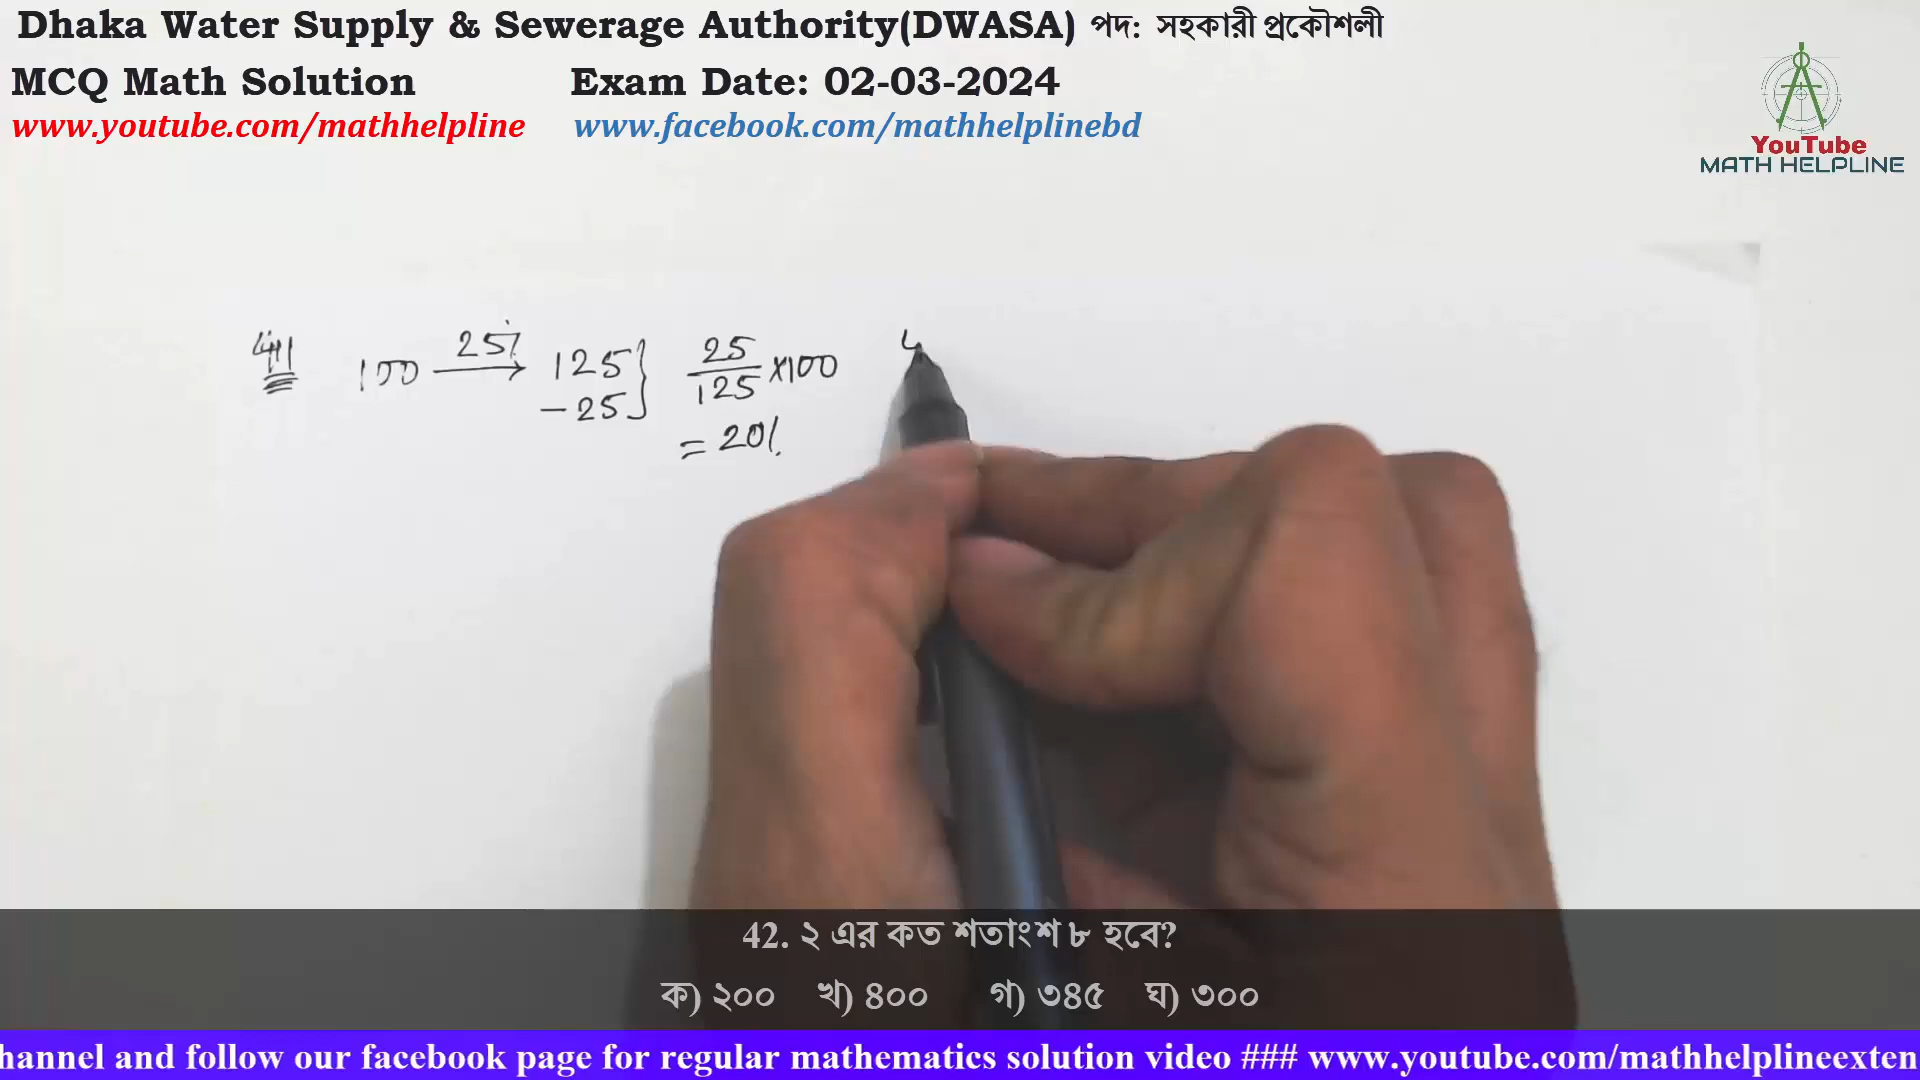 Dhaka Water Supply & Sewerage Authority(DWASA) পদ: সহকারী প্রকৌশলী
MCQ Math Solution Exam Date: 02-03-2024
www.youtube.com/mathhelpline www.facebook.com/mathhelplinebd
YouTube
MATH HELPLINE
41 100 25% → 125 } 25/125 ×100 4
-25
= 20%
42. ২ এর কত শতাংশ ৮ হবে?
ক) ২০০ খ) ৪০০ গ) ৩৪৫ ঘ) ৩০০
hannel and follow our facebook page for regular mathematics solution video ### www.youtube.com/mathhelplineexten